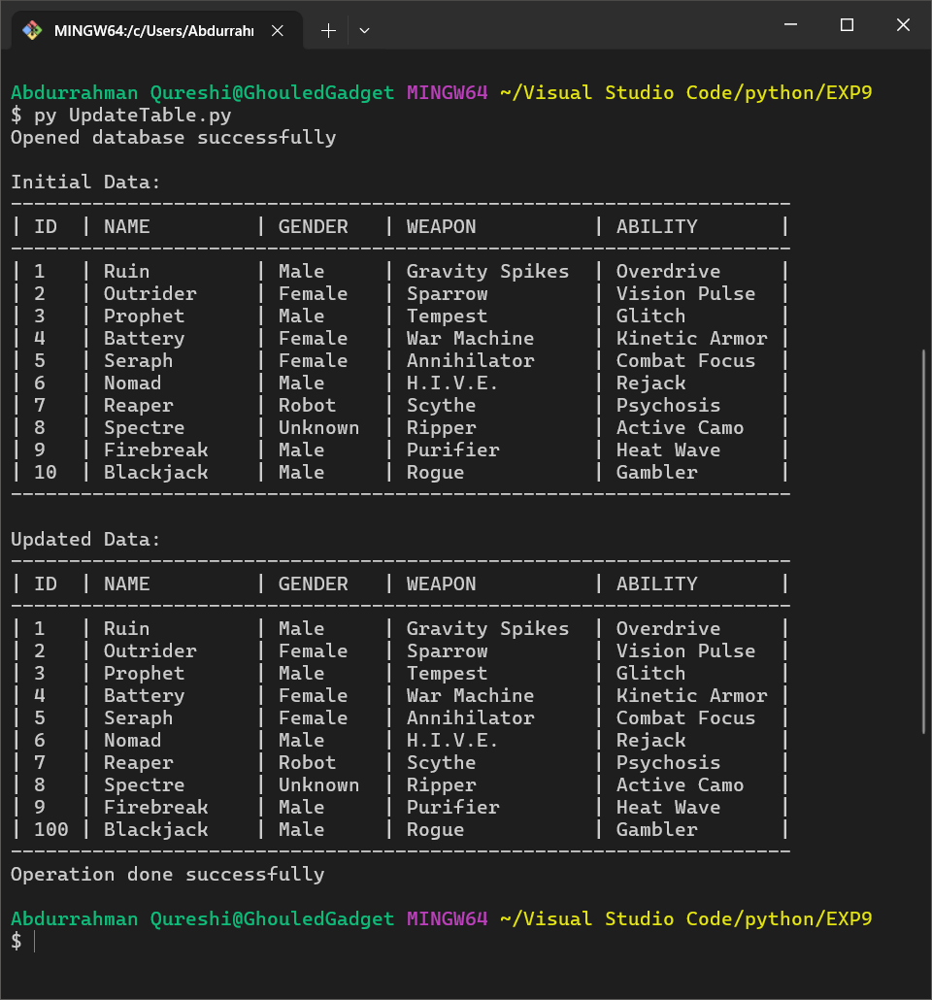 MINGW64:/c/Users/Abdurrahı
Abdurrahman Qureshi@GhouledGadget MINGW64 ~/Visual Studio Code/python/EXP9
$ py UpdateTable.py
Opened database successfully
Initial Data:
-------------------------------------------------------------------
| ID  | NAME         | GENDER   | WEAPON          | ABILITY       |
-------------------------------------------------------------------
| 1   | Ruin         | Male     | Gravity Spikes  | Overdrive     |
| 2   | Outrider     | Female   | Sparrow         | Vision Pulse  |
| 3   | Prophet      | Male     | Tempest         | Glitch        |
| 4   | Battery      | Female   | War Machine     | Kinetic Armor |
| 5   | Seraph       | Female   | Annihilator     | Combat Focus  |
| 6   | Nomad        | Male     | H.I.V.E.        | Rejack        |
| 7   | Reaper       | Robot    | Scythe          | Psychosis     |
| 8   | Spectre      | Unknown  | Ripper          | Active Camo   |
| 9   | Firebreak    | Male     | Purifier        | Heat Wave     |
| 10  | Blackjack    | Male     | Rogue           | Gambler       |
-------------------------------------------------------------------
Updated Data:
-------------------------------------------------------------------
| ID  | NAME         | GENDER   | WEAPON          | ABILITY       |
-------------------------------------------------------------------
| 1   | Ruin         | Male     | Gravity Spikes  | Overdrive     |
| 2   | Outrider     | Female   | Sparrow         | Vision Pulse  |
| 3   | Prophet      | Male     | Tempest         | Glitch        |
| 4   | Battery      | Female   | War Machine     | Kinetic Armor |
| 5   | Seraph       | Female   | Annihilator     | Combat Focus  |
| 6   | Nomad        | Male     | H.I.V.E.        | Rejack        |
| 7   | Reaper       | Robot    | Scythe          | Psychosis     |
| 8   | Spectre      | Unknown  | Ripper          | Active Camo   |
| 9   | Firebreak    | Male     | Purifier        | Heat Wave     |
| 100 | Blackjack    | Male     | Rogue           | Gambler       |
-------------------------------------------------------------------
Operation done successfully
Abdurrahman Qureshi@GhouledGadget MINGW64 ~/Visual Studio Code/python/EXP9
$